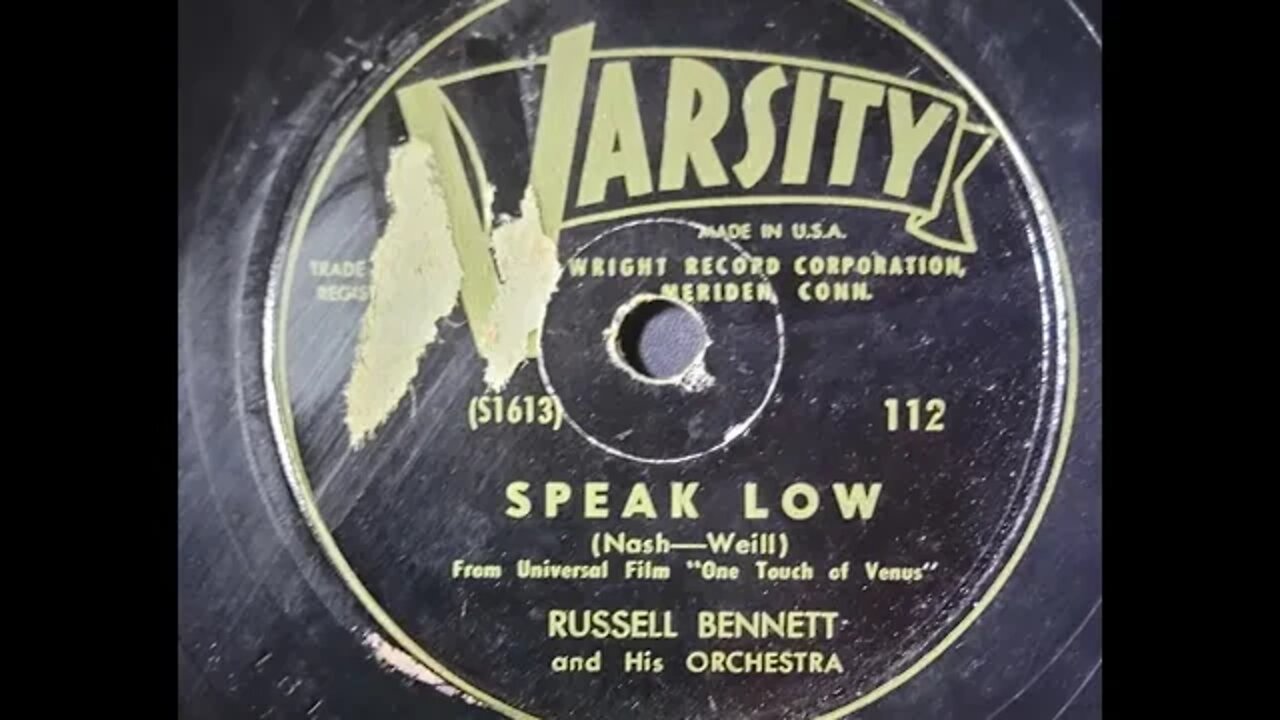 VARSITY
MADE IN U.S.A.
TRADE
WRIGHT RECORD CORPORATION,
MERIDEN, CONN.
(S1613)
112
SPEAK LOW
(Nash—Weill)
From Universal Film "One Touch of Venus"
RUSSELL BENNETT
and His ORCHESTRA